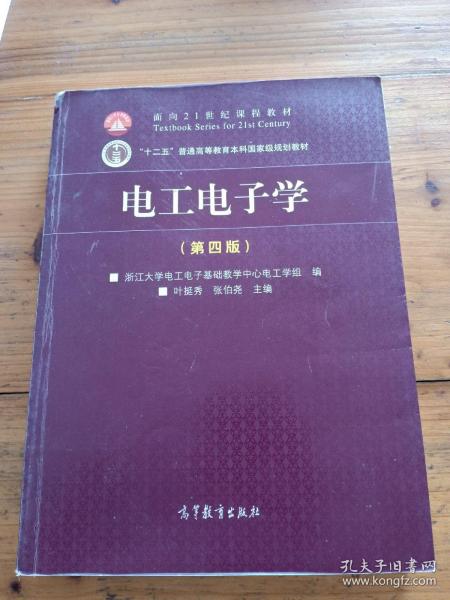 面向21世纪课程教材
Textbook Series for 21st Century
“十二五”普通高等教育本科国家级规划教材
电工电子学
（第四版）
■ 浙江大学电工电子基础教学中心电工学组 编
■ 叶挺秀 张伯尧 主编
高等教育出版社
孔夫子旧书网
www.kongfz.com